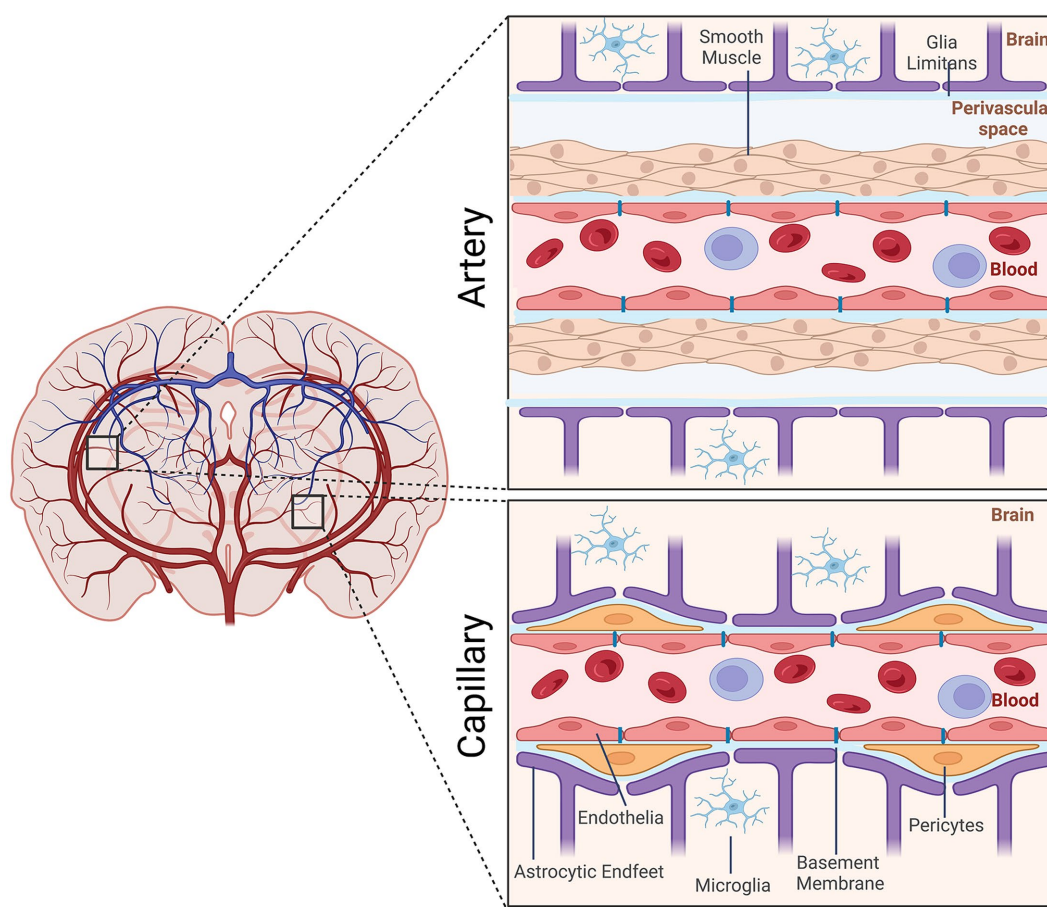 Smooth
Muscle
Glia
Limitans
Brain
Perivascula
space
Artery
Blood
Brain
Capillary
Blood
Endothelia
Pericytes
Astrocytic Endfeet
Microglia
Basement
Membrane